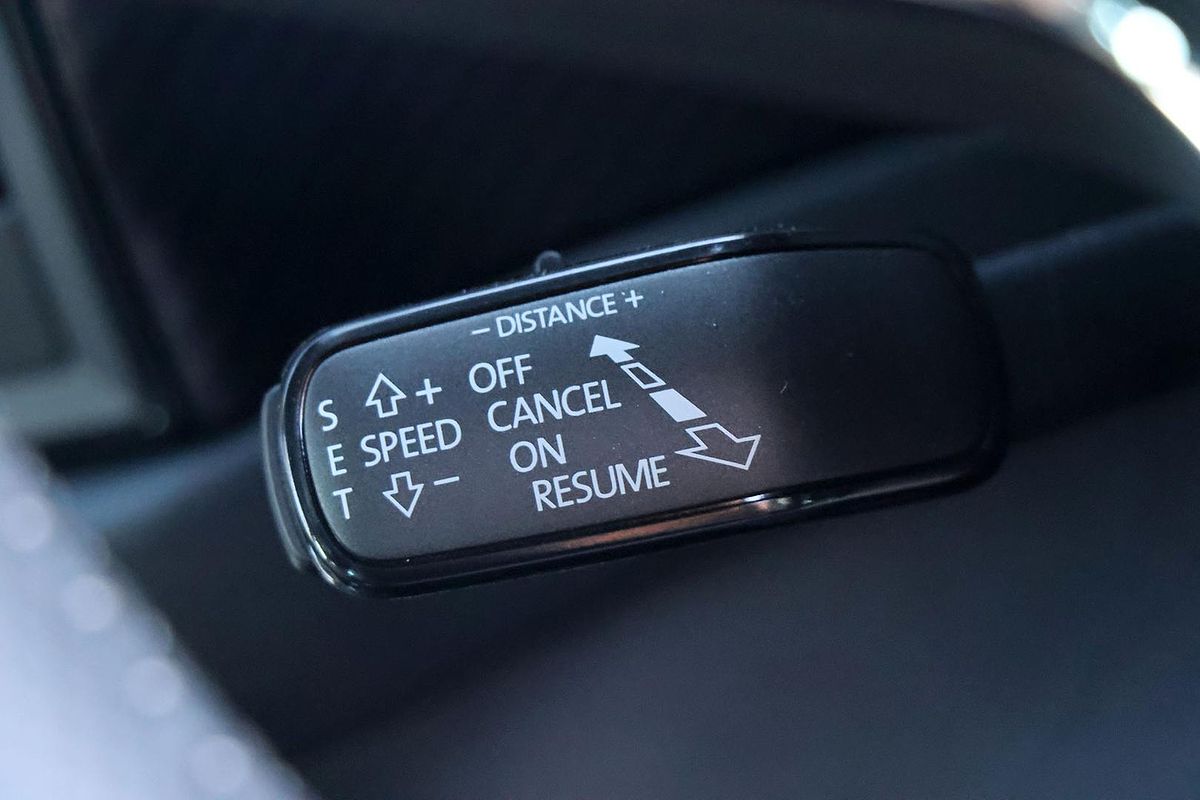 - DISTANCE +
S
E
T
+
SPEED
-
OFF
CANCEL
ON
RESUME